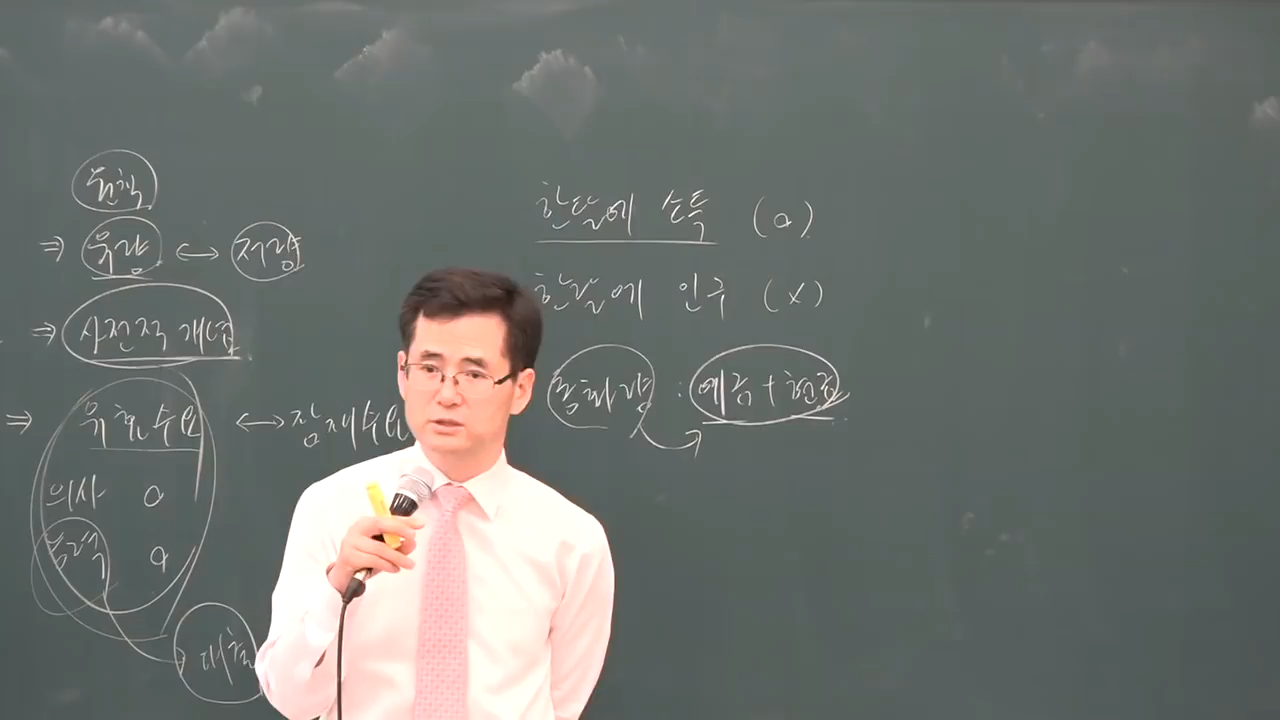 원칙
⇒ 유량 ↔ 저량
⇒ 사전적 개념
⇒ 유효수요 ↔ 잠재수요
의사 o
능력 o
대출
한달에 소득 (o)
한달에 인구 (x)
통화량 : 예금 + 현금